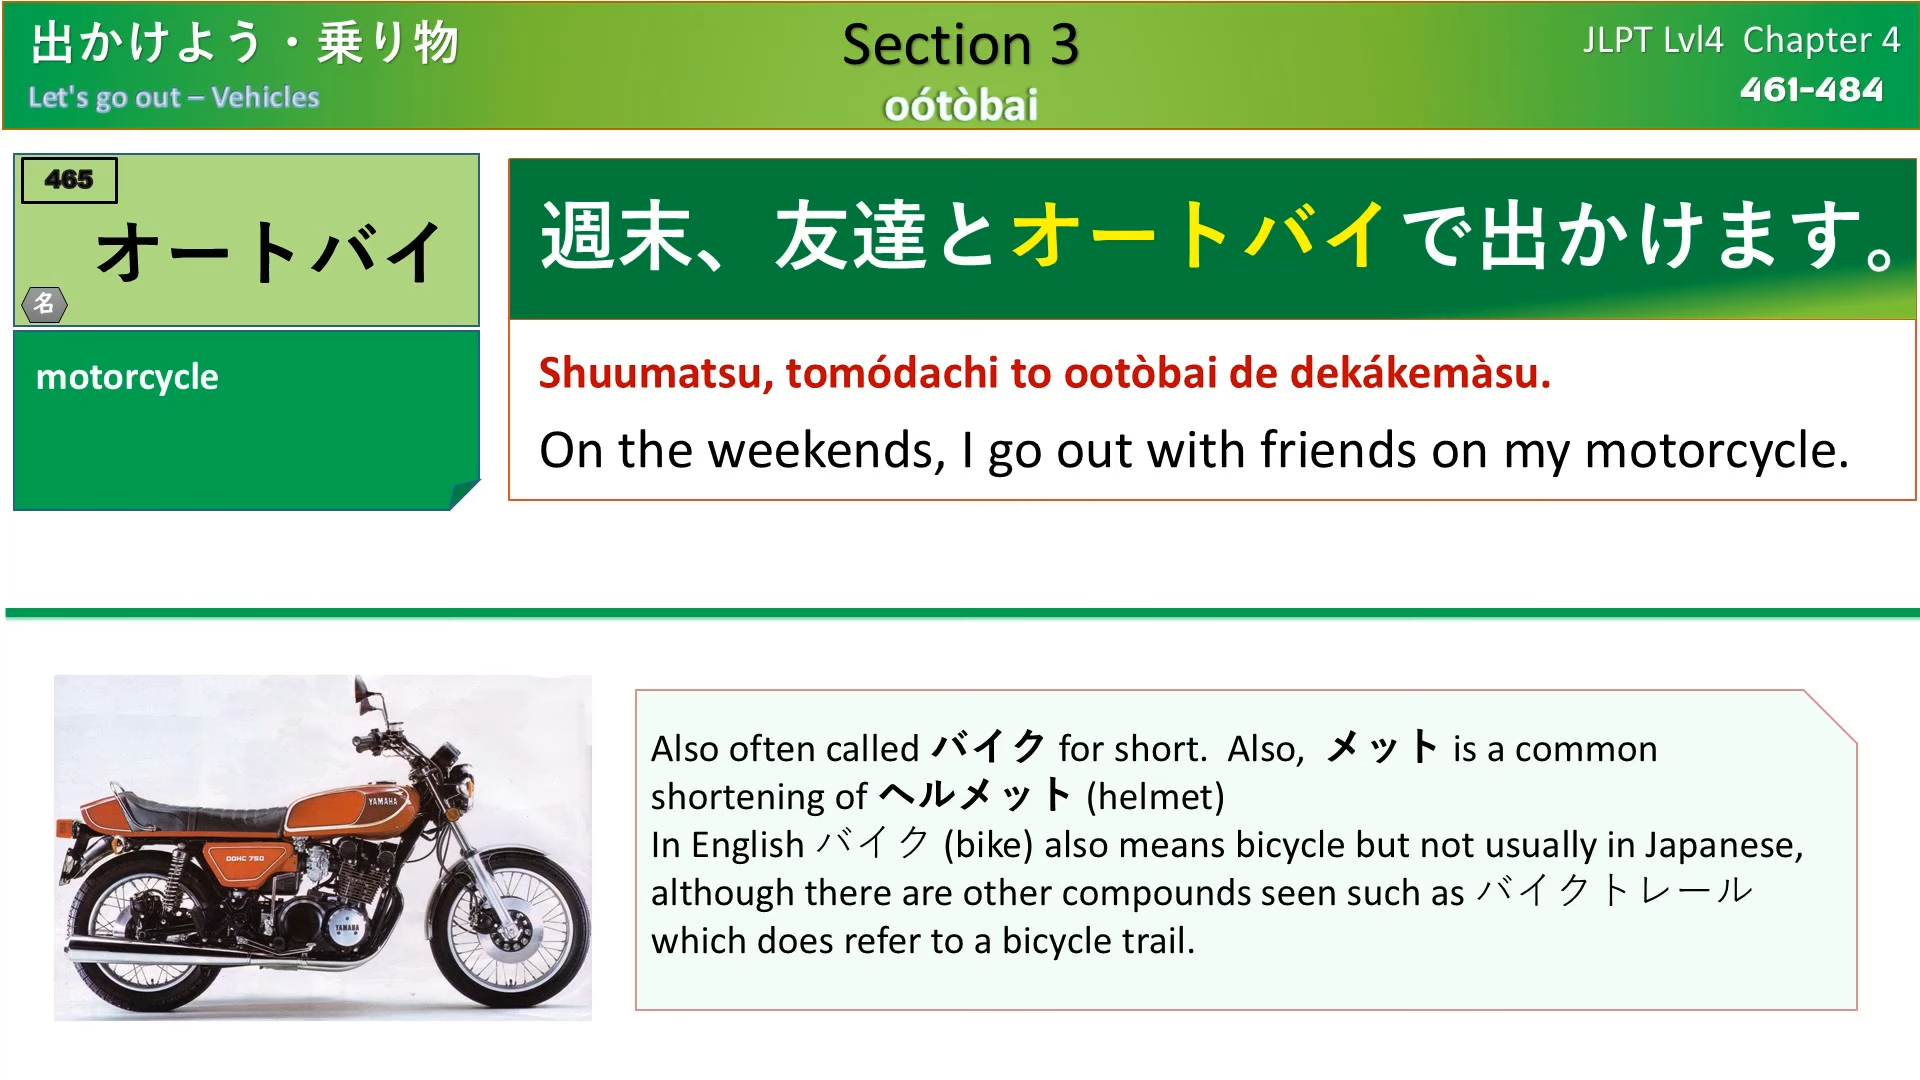 出かけよう・乗り物
Let's go out – Vehicles
Section 3
oótòbai
JLPT Lvl4 Chapter 4
461-484
465
オートバイ
名
motorcycle
週末、友達とオートバイで出かけます。
Shuumatsu, tomódachi to ootòbai de dekákemàsu.
On the weekends, I go out with friends on my motorcycle.
YAMAHA
DOHC 750
YAMAHA
Also often called バイク for short. Also, メット is a common
shortening of ヘルメット (helmet)
In English バイク (bike) also means bicycle but not usually in Japanese,
although there are other compounds seen such as バイクトレール
which does refer to a bicycle trail.